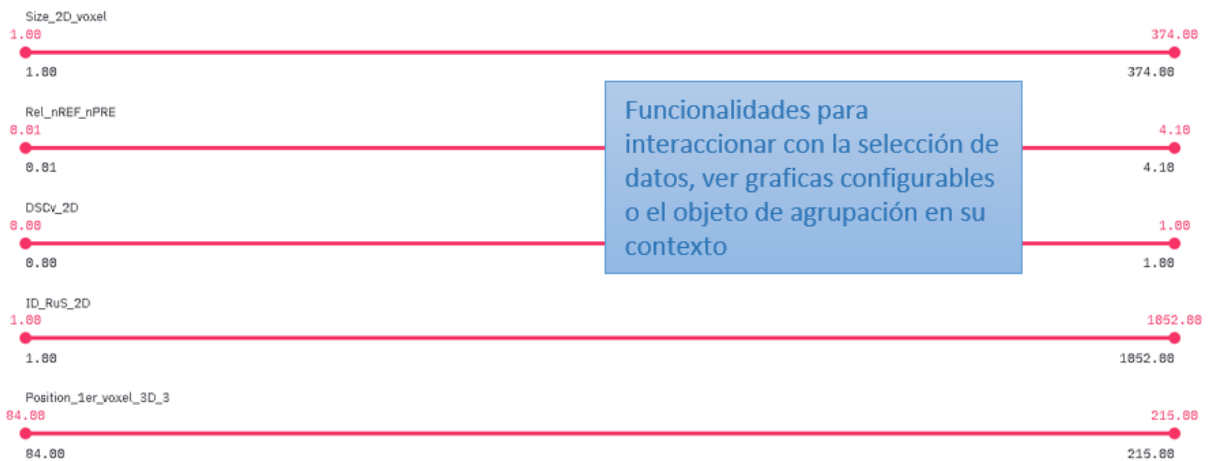 Size_2D_voxel
1.00 374.00
1.00 374.00
Rel_nREF_nPRE
0.01 4.10
0.01 4.10
DSCv_2D
0.00 1.00
0.00 1.00
ID_RuS_2D
1.00 1052.00
1.00 1052.00
Position_1er_voxel_3D_3
84.00 215.00
84.00 215.00
Funcionalidades para
interaccionar con la selección de
datos, ver graficas configurables
o el objeto de agrupación en su
contexto